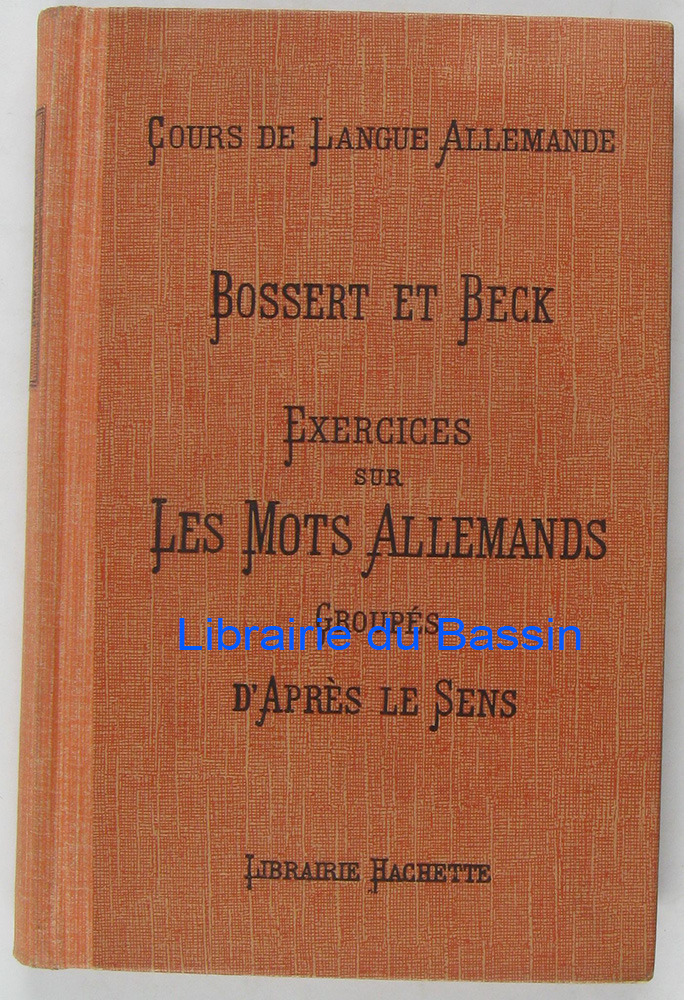 Cours de Langue Allemande
Bossert et Beck
Exercices
sur
Les Mots Allemands
Groupés
Librairie du Bassin
d'Après le Sens
Librairie Hachette